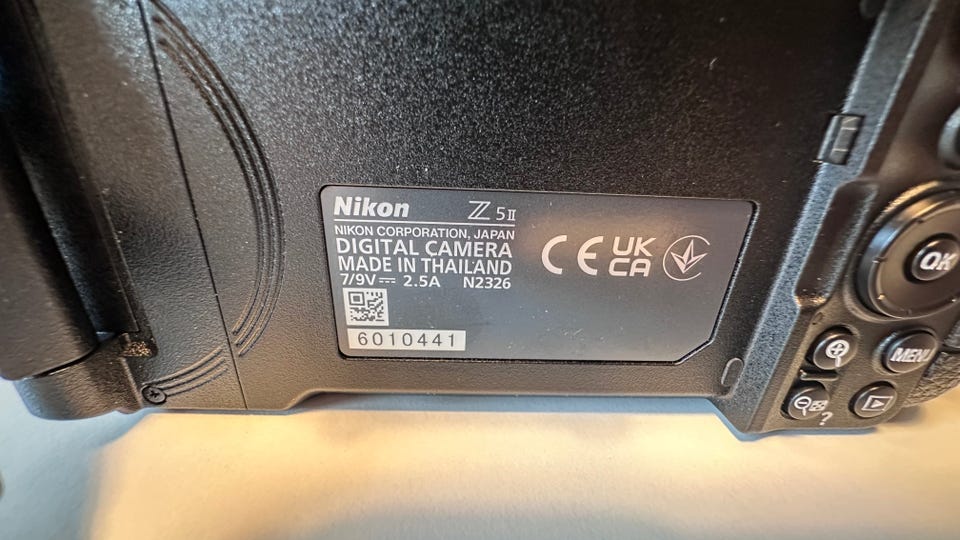 Nikon Z 5II
NIKON CORPORATION, JAPAN
DIGITAL CAMERA
MADE IN THAILAND
7/9V⎓ 2.5A N2326
6010441
CE UK
CA
OK
MENU
?